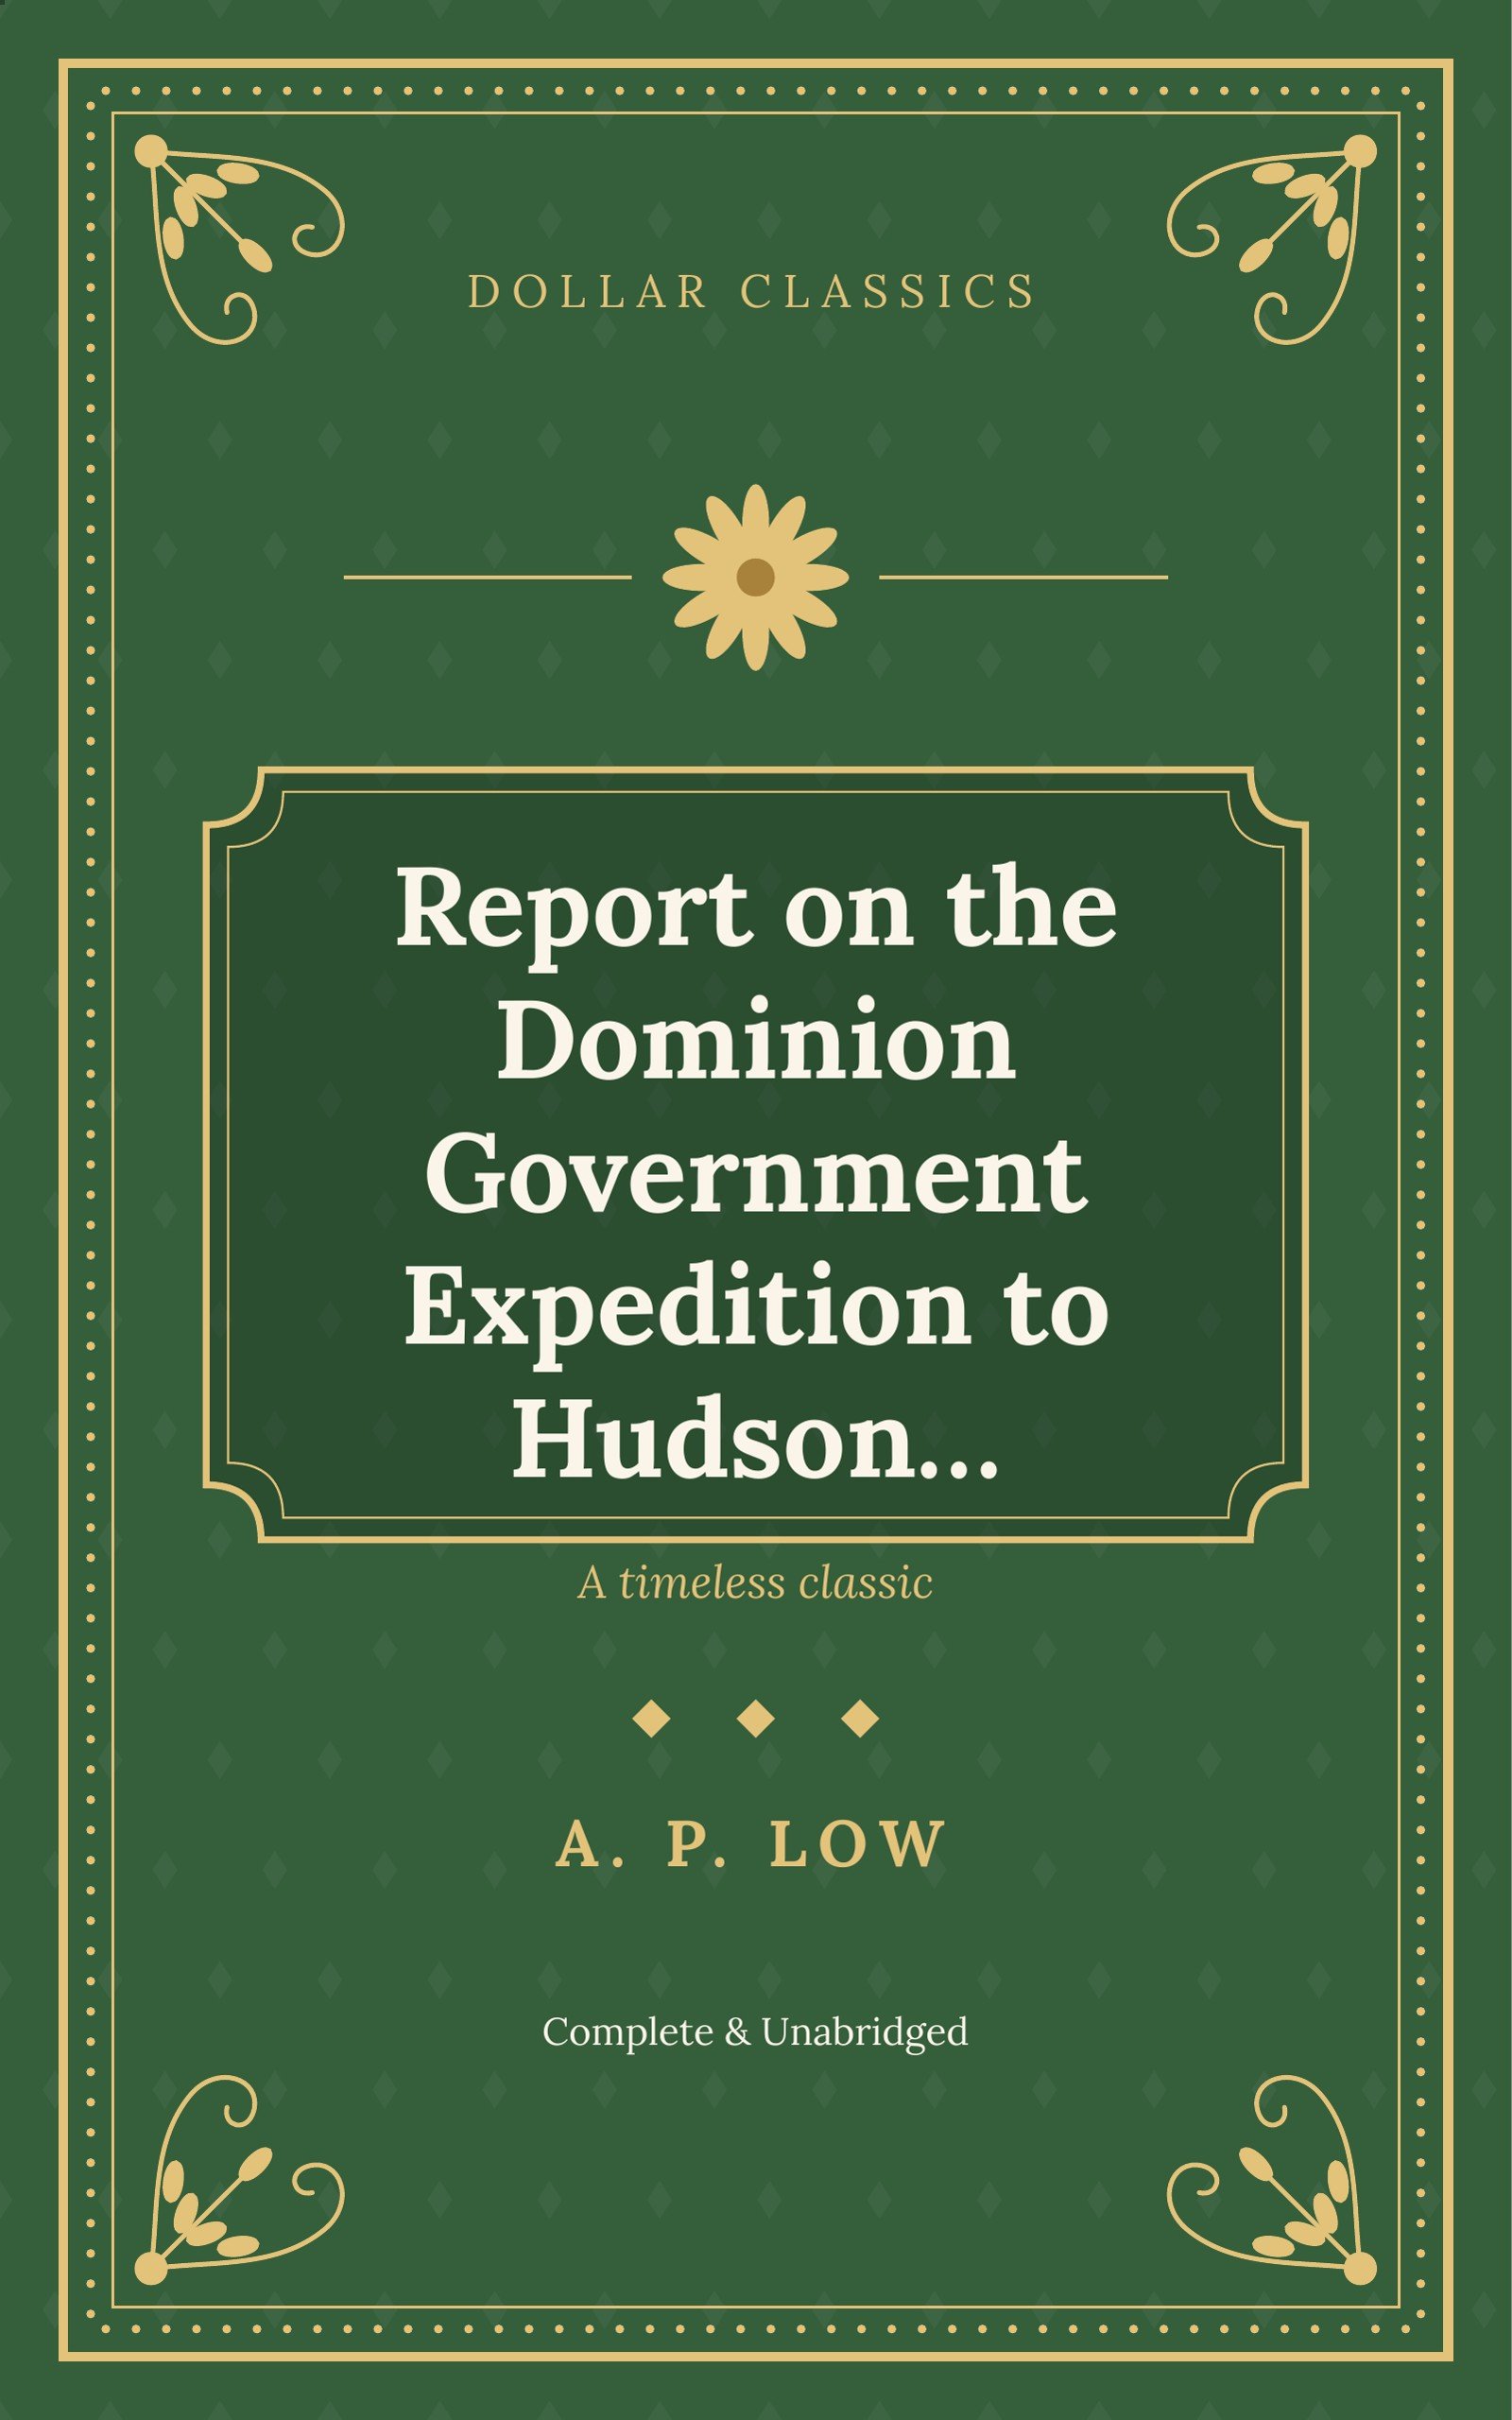 DOLLAR CLASSICS
Report on the
Dominion
Government
Expedition to
Hudson...
A timeless classic
A. P. LOW
Complete & Unabridged